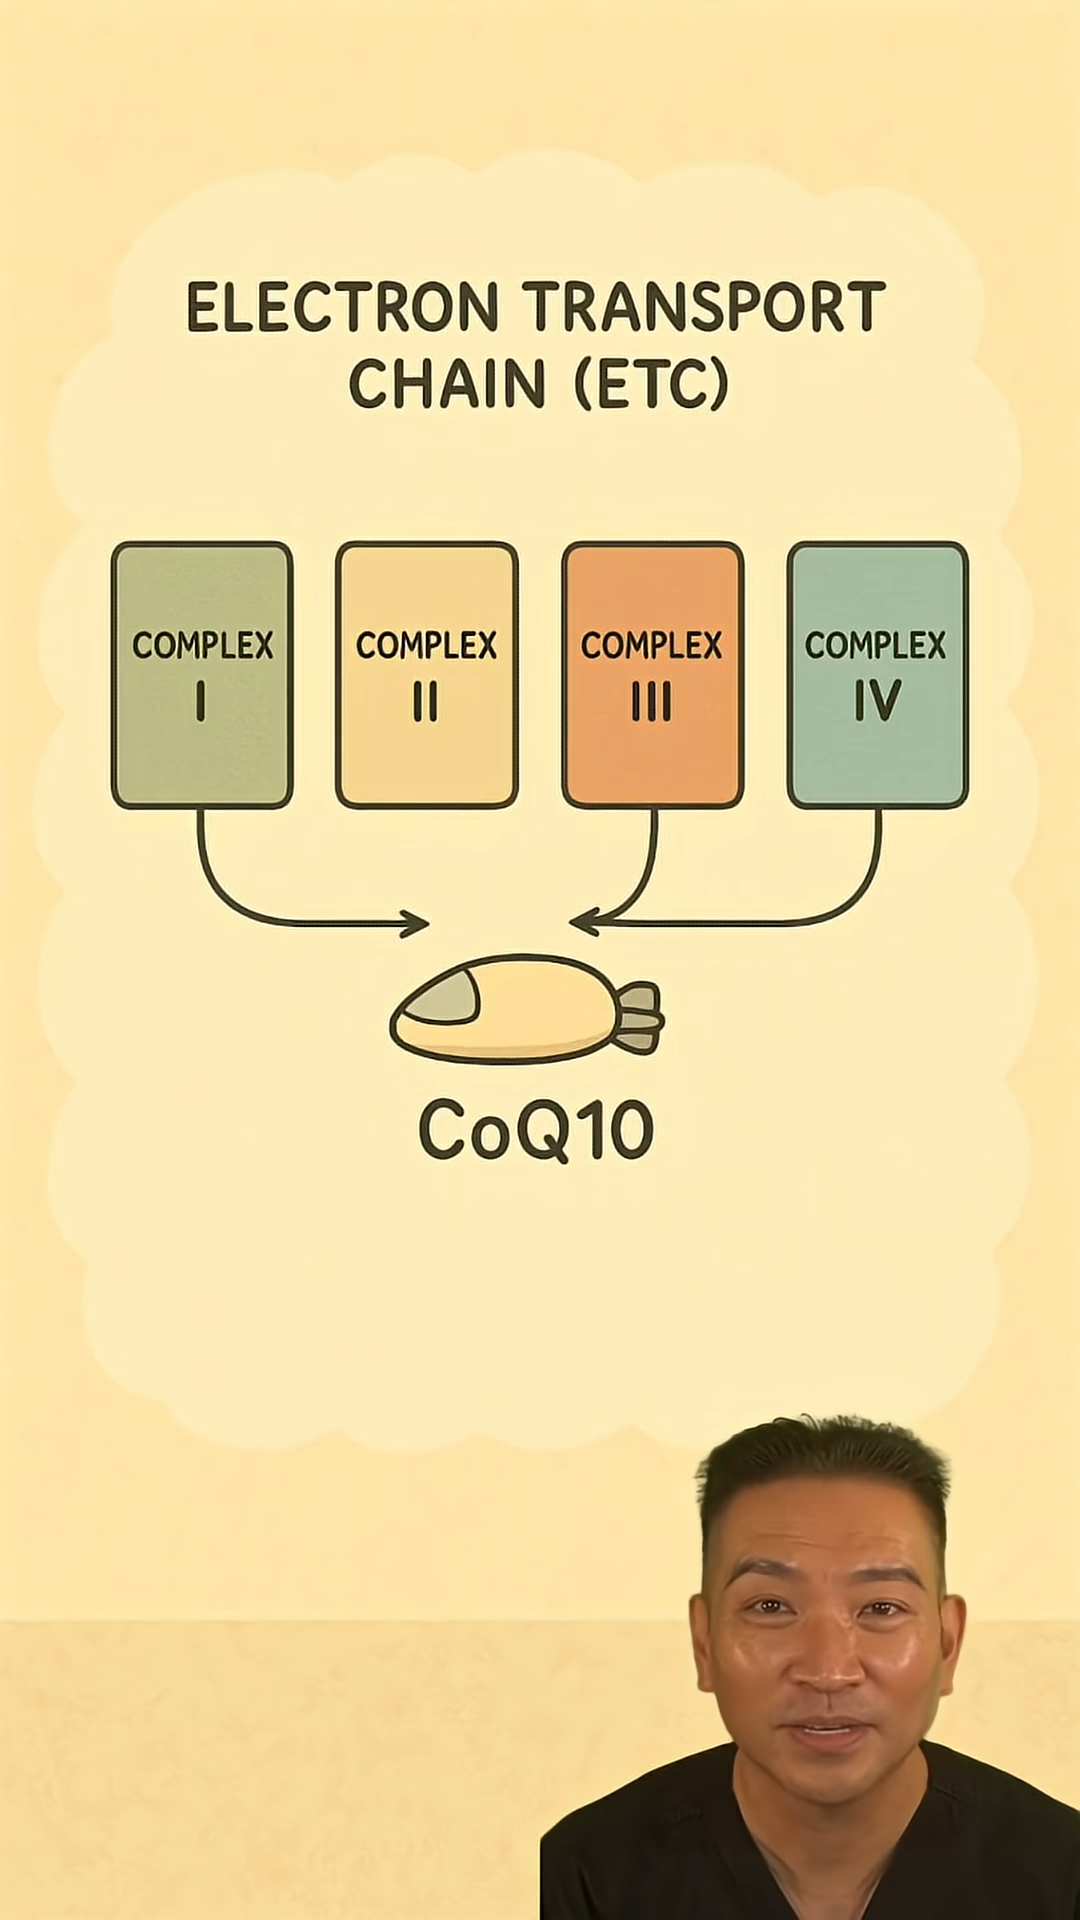 ELECTRON TRANSPORT
CHAIN (ETC)
COMPLEX
I
COMPLEX
II
COMPLEX
III
COMPLEX
IV
CoQ10